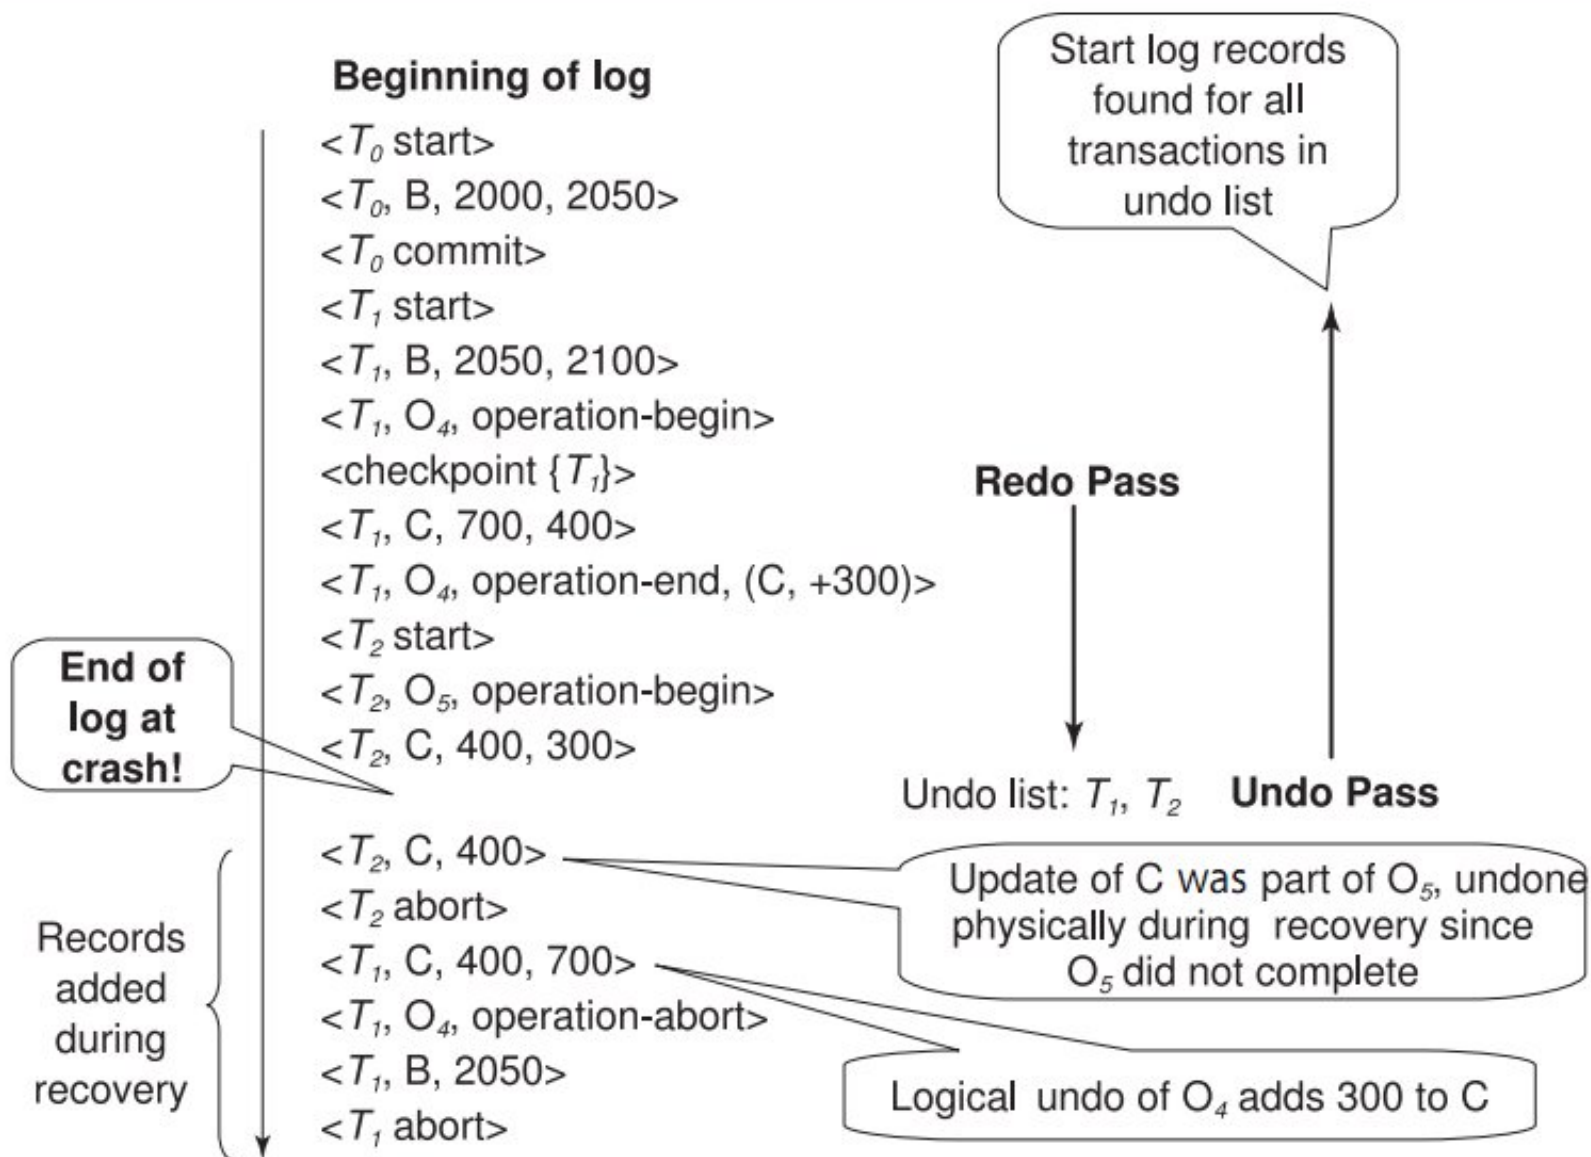 Beginning of log
<T₀ start>
<T₀, B, 2000, 2050>
<T₀ commit>
<T₁ start>
<T₁, B, 2050, 2100>
<T₁, O₄, operation-begin>
<checkpoint {T₁}>
<T₁, C, 700, 400>
<T₁, O₄, operation-end, (C, +300)>
<T₂ start>
<T₂, O₅, operation-begin>
<T₂, C, 400, 300>
End of
log at
crash!
Start log records
found for all
transactions in
undo list
Redo Pass
Undo list: T₁, T₂
Undo Pass
Records
added
during
recovery
<T₂, C, 400>
<T₂ abort>
<T₁, C, 400, 700>
<T₁, O₄, operation-abort>
<T₁, B, 2050>
<T₁ abort>
Update of C was part of O₅, undone
physically during recovery since
O₅ did not complete
Logical undo of O₄ adds 300 to C